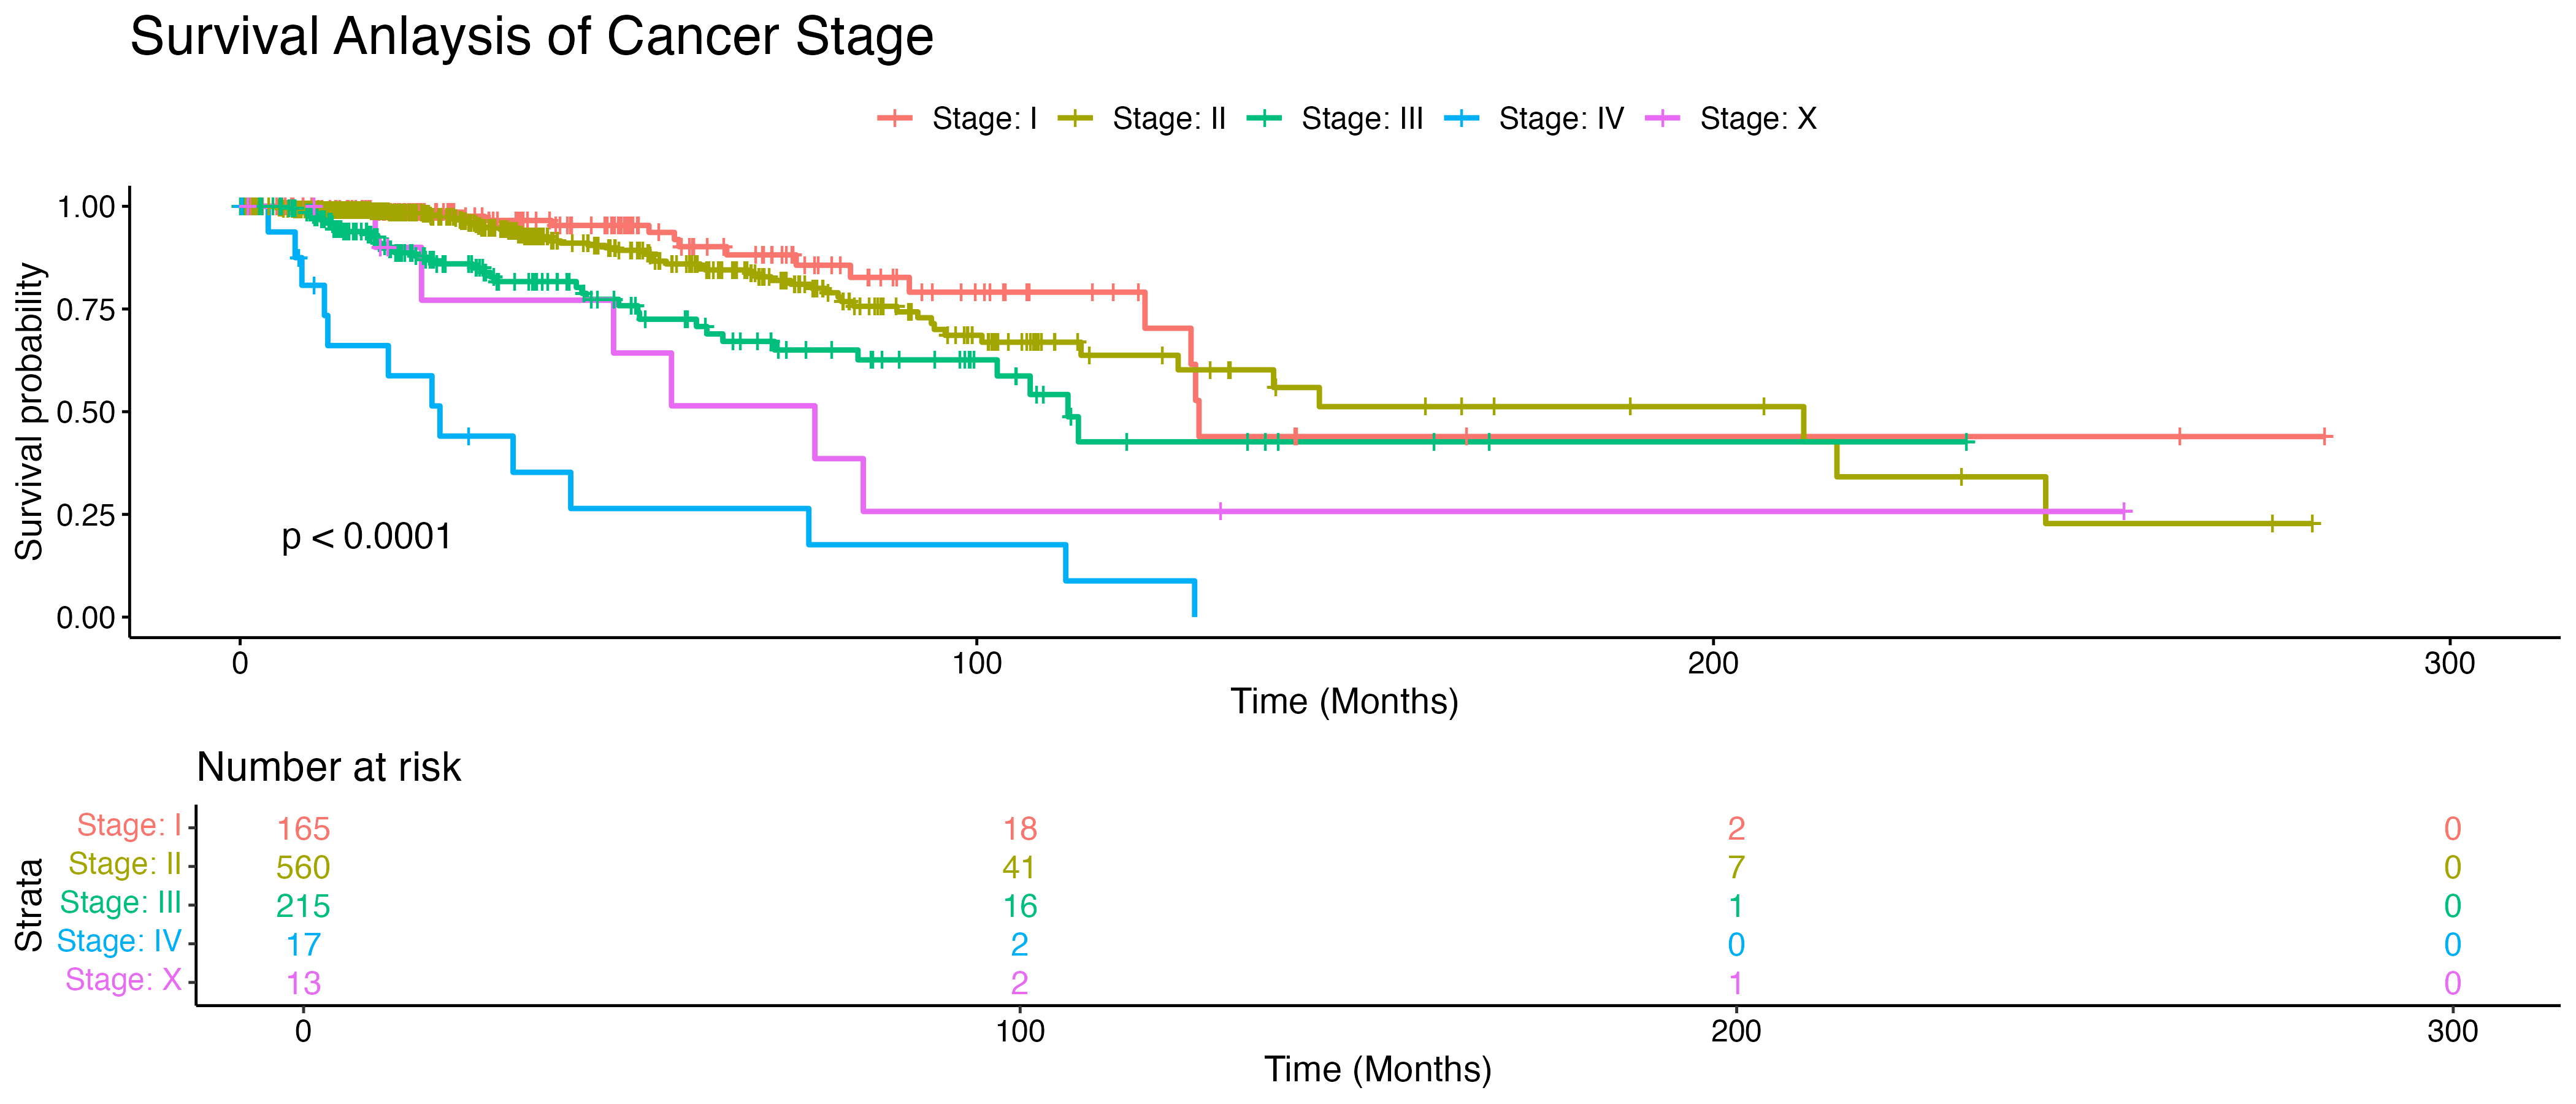 Survival Anlaysis of Cancer Stage
Stage: I Stage: II Stage: III Stage: IV Stage: X
Survival probability
1.00
0.75
0.50
0.25
0.00
p < 0.0001
0 100 200 300
Time (Months)
Number at risk
Strata
Stage: I 165 18 2 0
Stage: II 560 41 7 0
Stage: III 215 16 1 0
Stage: IV 17 2 0 0
Stage: X 13 2 1 0
0 100 200 300
Time (Months)